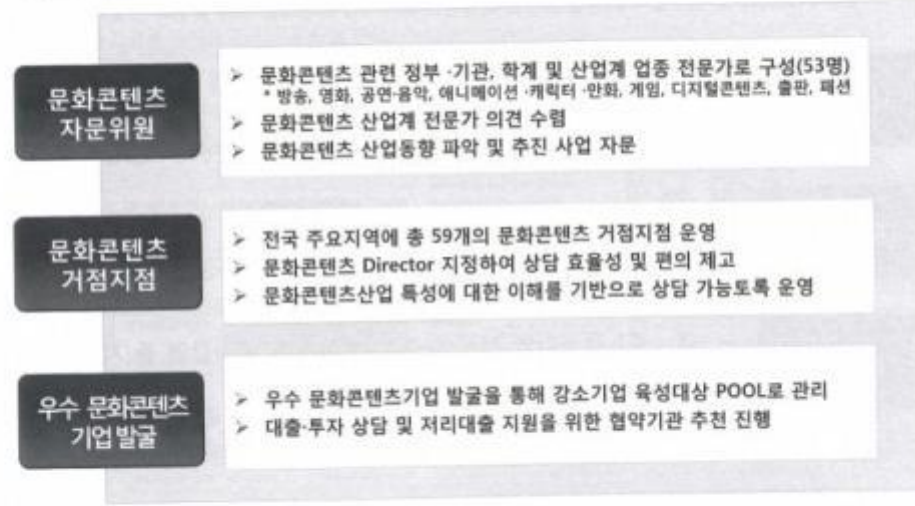 문화콘텐츠
자문위원
➢ 문화콘텐츠 관련 정부·기관, 학계 및 산업계 업종 전문가로 구성(53명)
* 방송, 영화, 공연·음악, 애니메이션·캐릭터·만화, 게임, 디지털콘텐츠, 출판, 패션
➢ 문화콘텐츠 산업계 전문가 의견 수렴
➢ 문화콘텐츠 산업동향 파악 및 추진 사업 자문
문화콘텐츠
거점지점
➢ 전국 주요지역에 총 59개의 문화콘텐츠 거점지점 운영
➢ 문화콘텐츠 Director 지정하여 상담 효율성 및 편의 제고
➢ 문화콘텐츠산업 특성에 대한 이해를 기반으로 상담 가능토록 운영
우수 문화콘텐츠
기업발굴
➢ 우수 문화콘텐츠기업 발굴을 통해 강소기업 육성대상 POOL로 관리
➢ 대출·투자 상담 및 저리대출 지원을 위한 협약기관 추천 진행